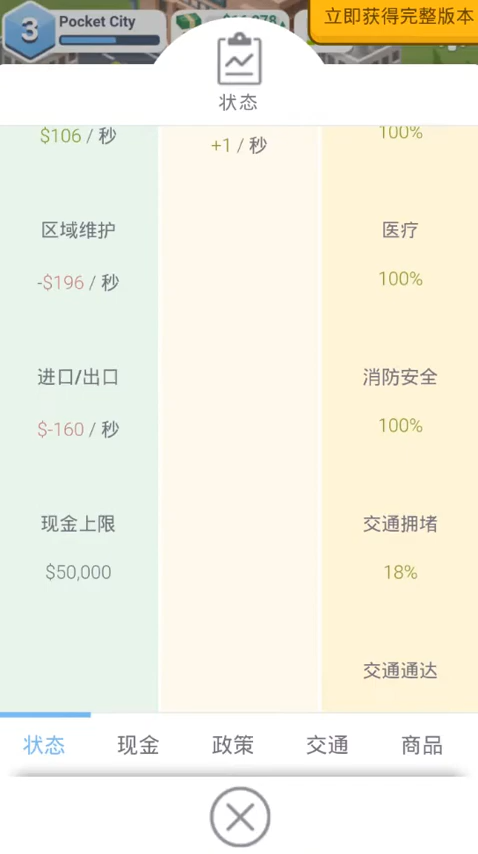 3
Pocket City
立即获得完整版本
状态
$106 / 秒
+1 / 秒
100%
区域维护
-$196 / 秒
医疗
100%
进口/出口
$-160 / 秒
消防安全
100%
现金上限
$50,000
交通拥堵
18%
交通通达
状态
现金
政策
交通
商品